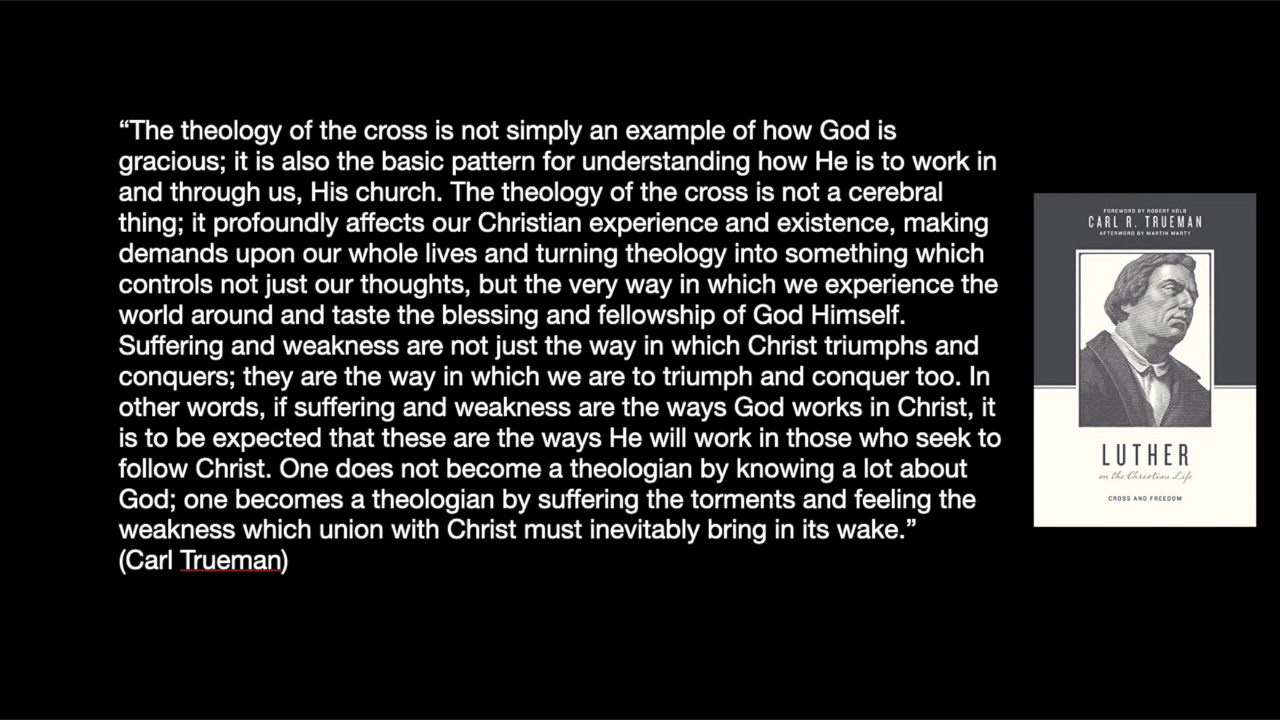 “The theology of the cross is not simply an example of how God is
gracious; it is also the basic pattern for understanding how He is to work in
and through us, His church. The theology of the cross is not a cerebral
thing; it profoundly affects our Christian experience and existence, making
demands upon our whole lives and turning theology into something which
controls not just our thoughts, but the very way in which we experience the
world around and taste the blessing and fellowship of God Himself.
Suffering and weakness are not just the way in which Christ triumphs and
conquers; they are the way in which we are to triumph and conquer too. In
other words, if suffering and weakness are the ways God works in Christ, it
is to be expected that these are the ways He will work in those who seek to
follow Christ. One does not become a theologian by knowing a lot about
God; one becomes a theologian by suffering the torments and feeling the
weakness which union with Christ must inevitably bring in its wake.”
(Carl Trueman)
FOREWORD BY ROBERT KOLB
CARL R. TRUEMAN
AFTERWORD BY MARTIN MARTY
LUTHER
on the Christian Life
CROSS AND FREEDOM